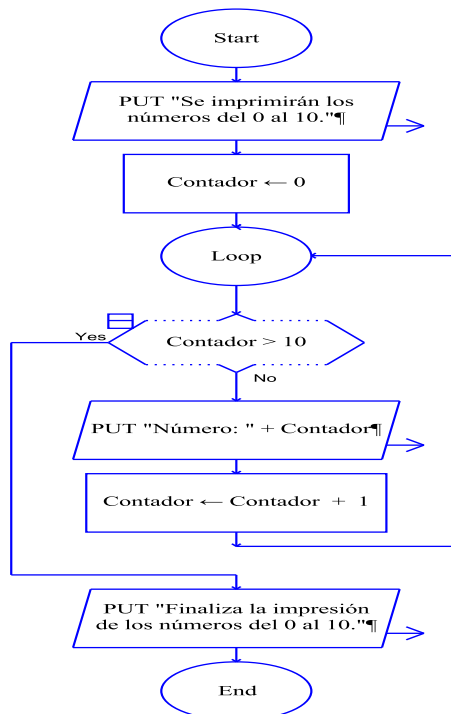 Start
PUT "Se imprimirán los
números del 0 al 10."¶
Contador ← 0
Loop
Yes
Contador > 10
No
PUT "Número: " + Contador¶
Contador ← Contador + 1
PUT "Finaliza la impresión
de los números del 0 al 10."¶
End